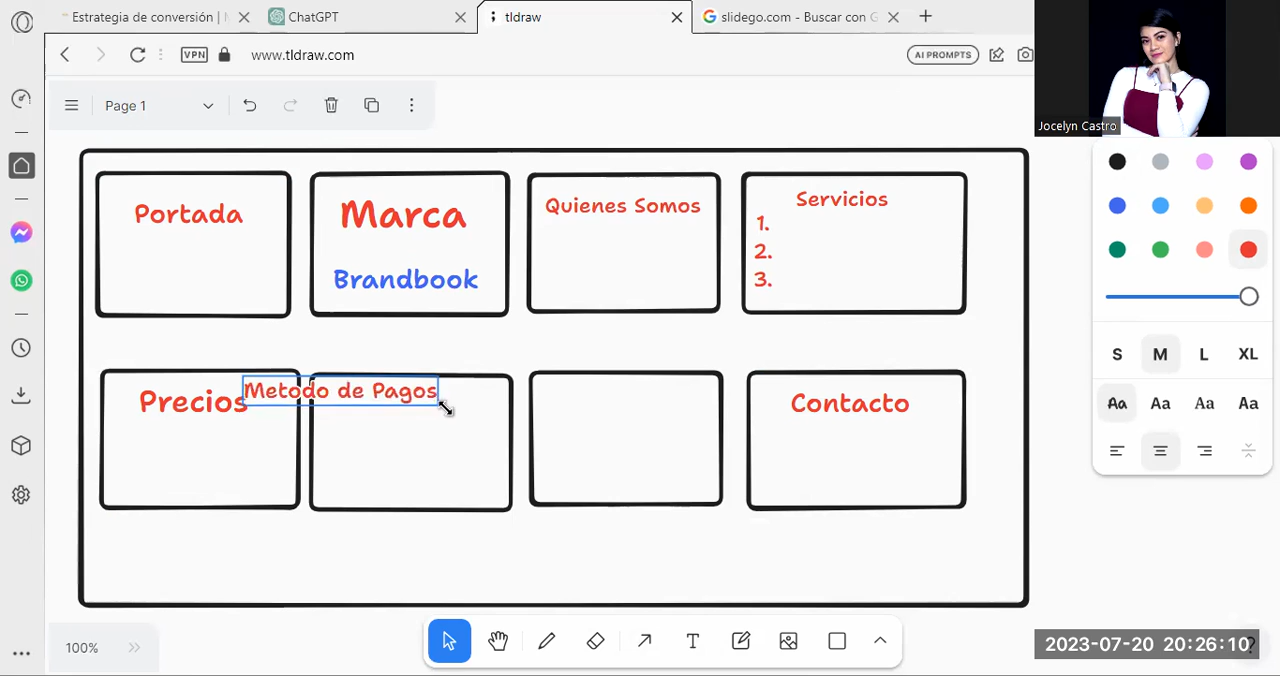 Estrategia de conversión |
ChatGPT
tldraw
slidego.com - Buscar con G
VPN
www.tldraw.com
AI PROMPTS
Jocelyn Castro
Page 1
Portada
Marca
Brandbook
Quienes Somos
Servicios
1.
2.
3.
Precios
Metodo de Pagos
Contacto
S M L XL
Aa Aa Aa Aa
100%
T
2023-07-20 20:26:10
?